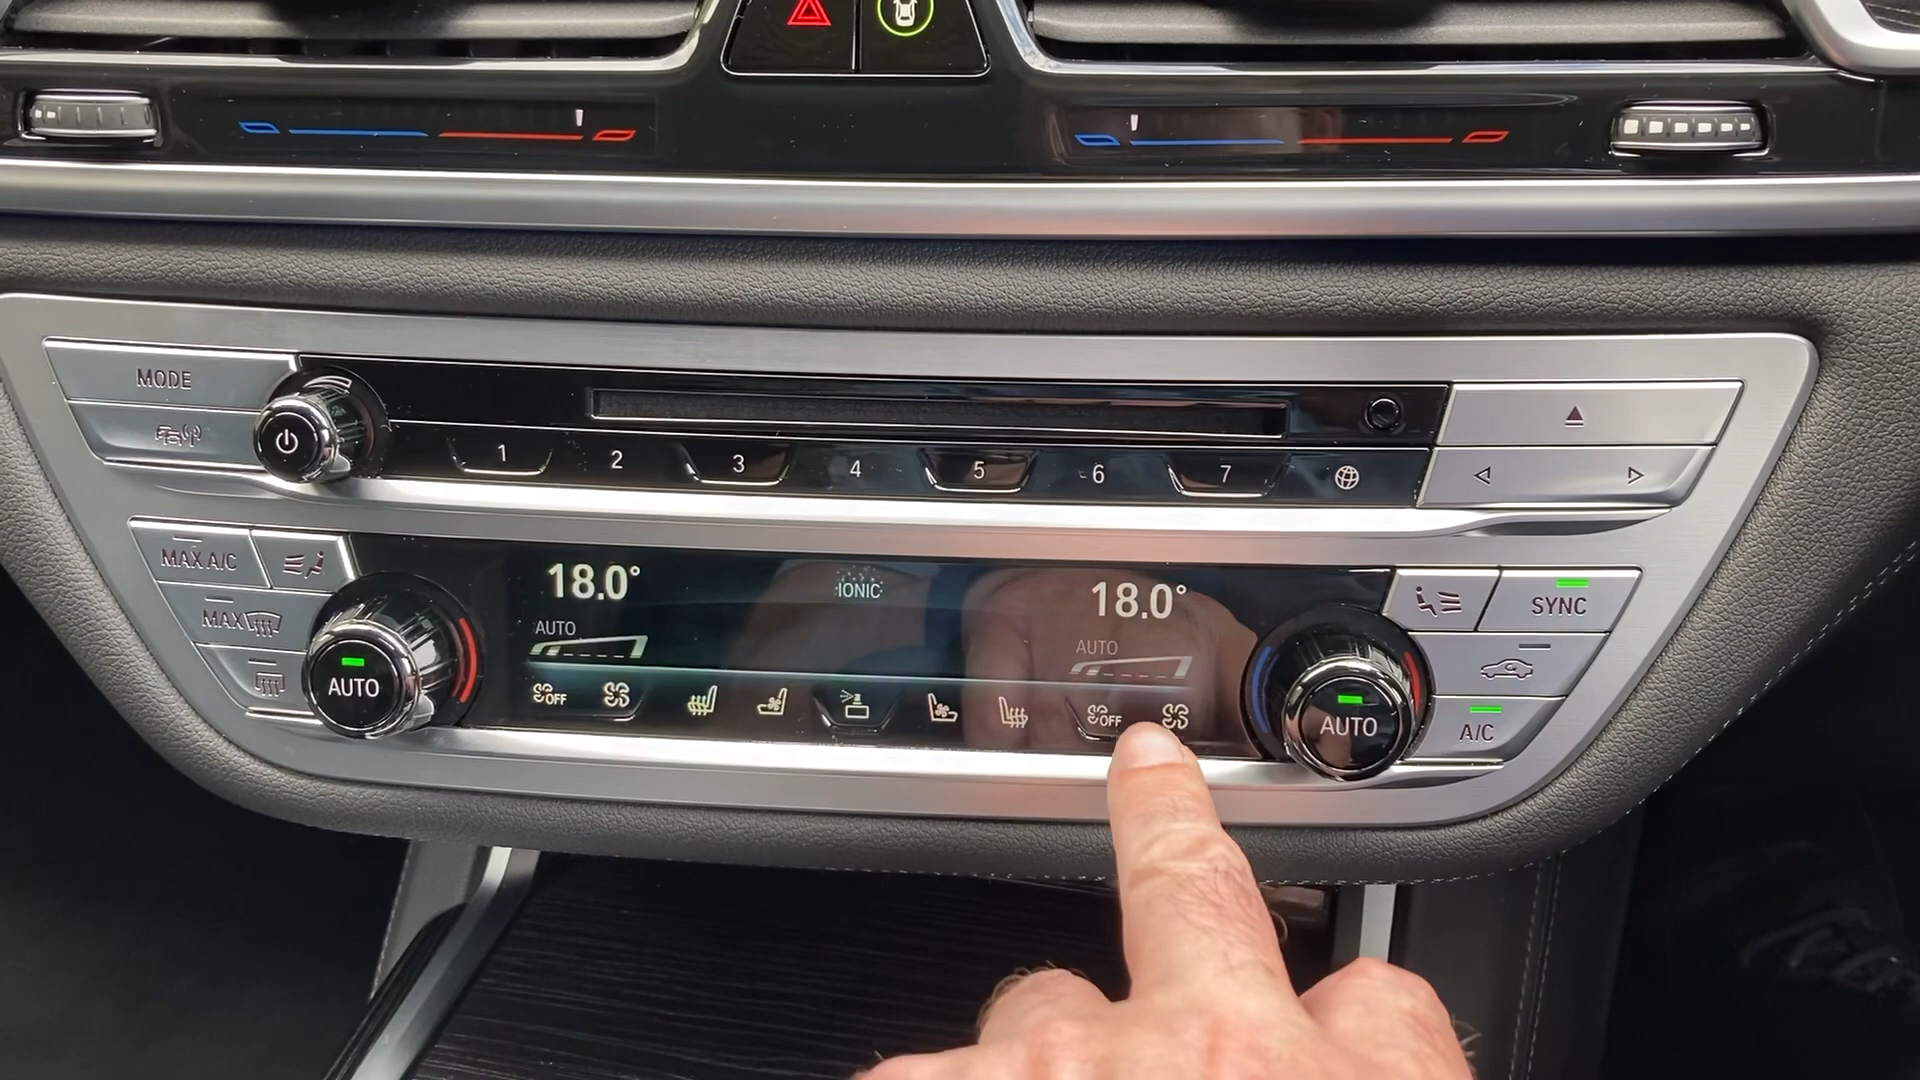 MODE
1 2 3 4 5 6 7
MAX A/C
18.0°
IONIC
18.0°
SYNC
MAX
AUTO
AUTO
AUTO
OFF
OFF
AUTO
A/C